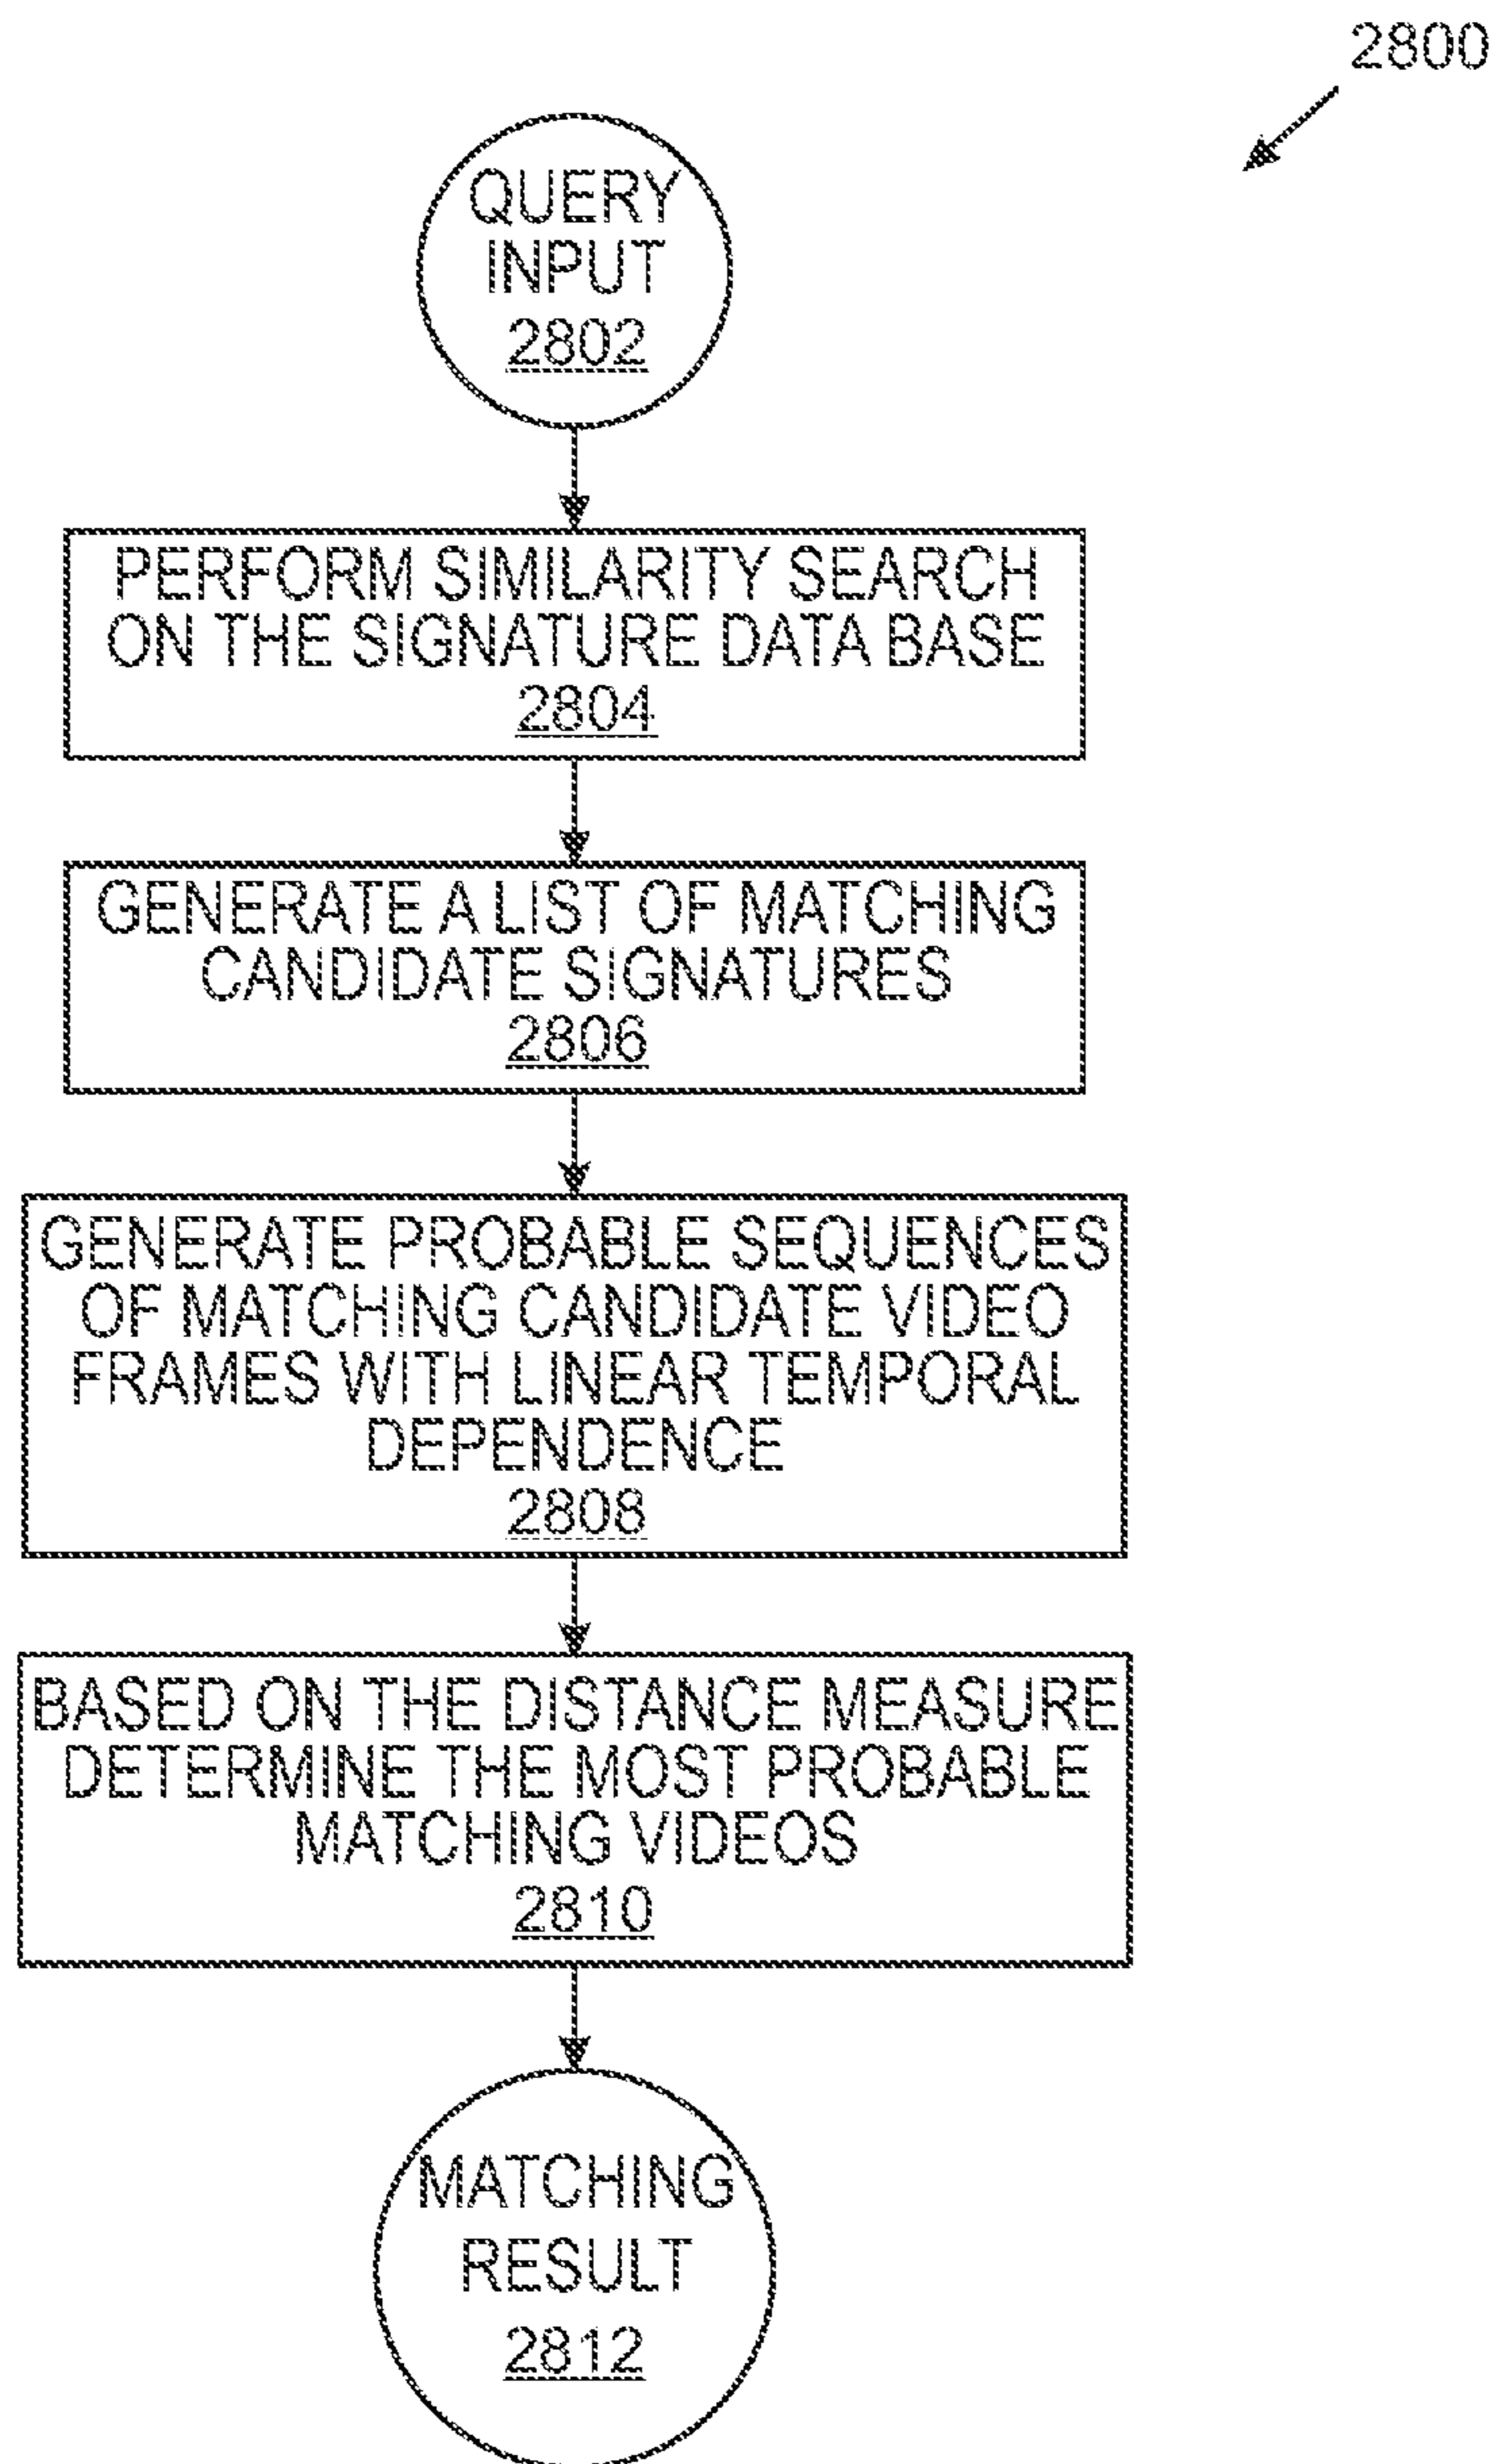 2800
QUERY
INPUT
2802
PERFORM SIMILARITY SEARCH
ON THE SIGNATURE DATA BASE
2804
GENERATE A LIST OF MATCHING
CANDIDATE SIGNATURES
2806
GENERATE PROBABLE SEQUENCES
OF MATCHING CANDIDATE VIDEO
FRAMES WITH LINEAR TEMPORAL
DEPENDENCE
2808
BASED ON THE DISTANCE MEASURE
DETERMINE THE MOST PROBABLE
MATCHING VIDEOS
2810
MATCHING
RESULT
2812